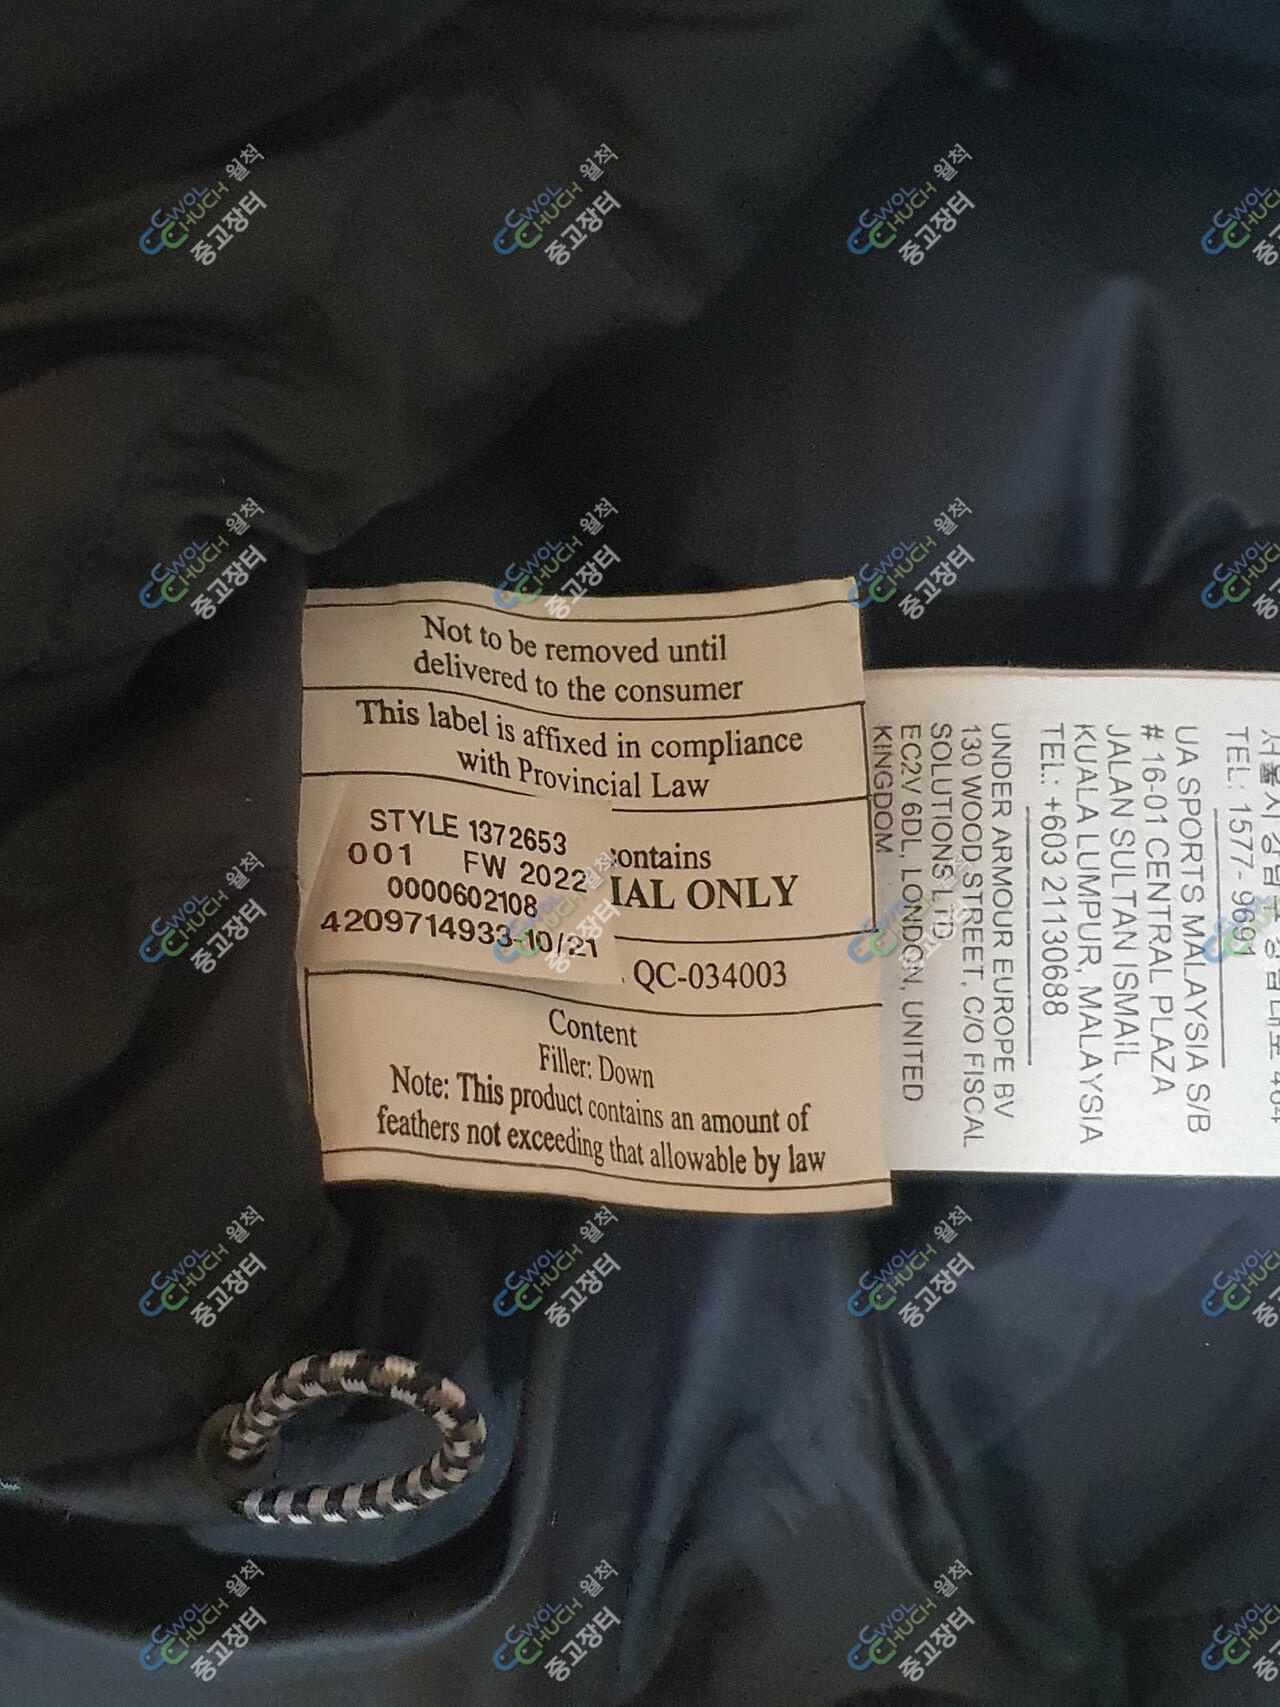 Not to be removed until
delivered to the consumer
This label is affixed in compliance
with Provincial Law
STYLE 1372653
001 FW 2022
0000602108
4209714933-10/21
ONLY
QC-034003
Content
Filler: Down
Note: This product contains an amount of
feathers not exceeding that allowable by law
TEL: 1577-9691
UA SPORTS MALAYSIA S/B
# 16-01 CENTRAL PLAZA
JALAN SULTAN ISMAIL
KUALA LUMPUR, MALAYSIA
TEL: +603 21130688
UNDER ARMOUR EUROPE BV
130 WOOD STREET, C/O FISCAL
SOLUTIONS LTD
EC2V 6DL, LONDON, UNITED
KINGDOM
CWOL
CHUCH 월척
중고장터